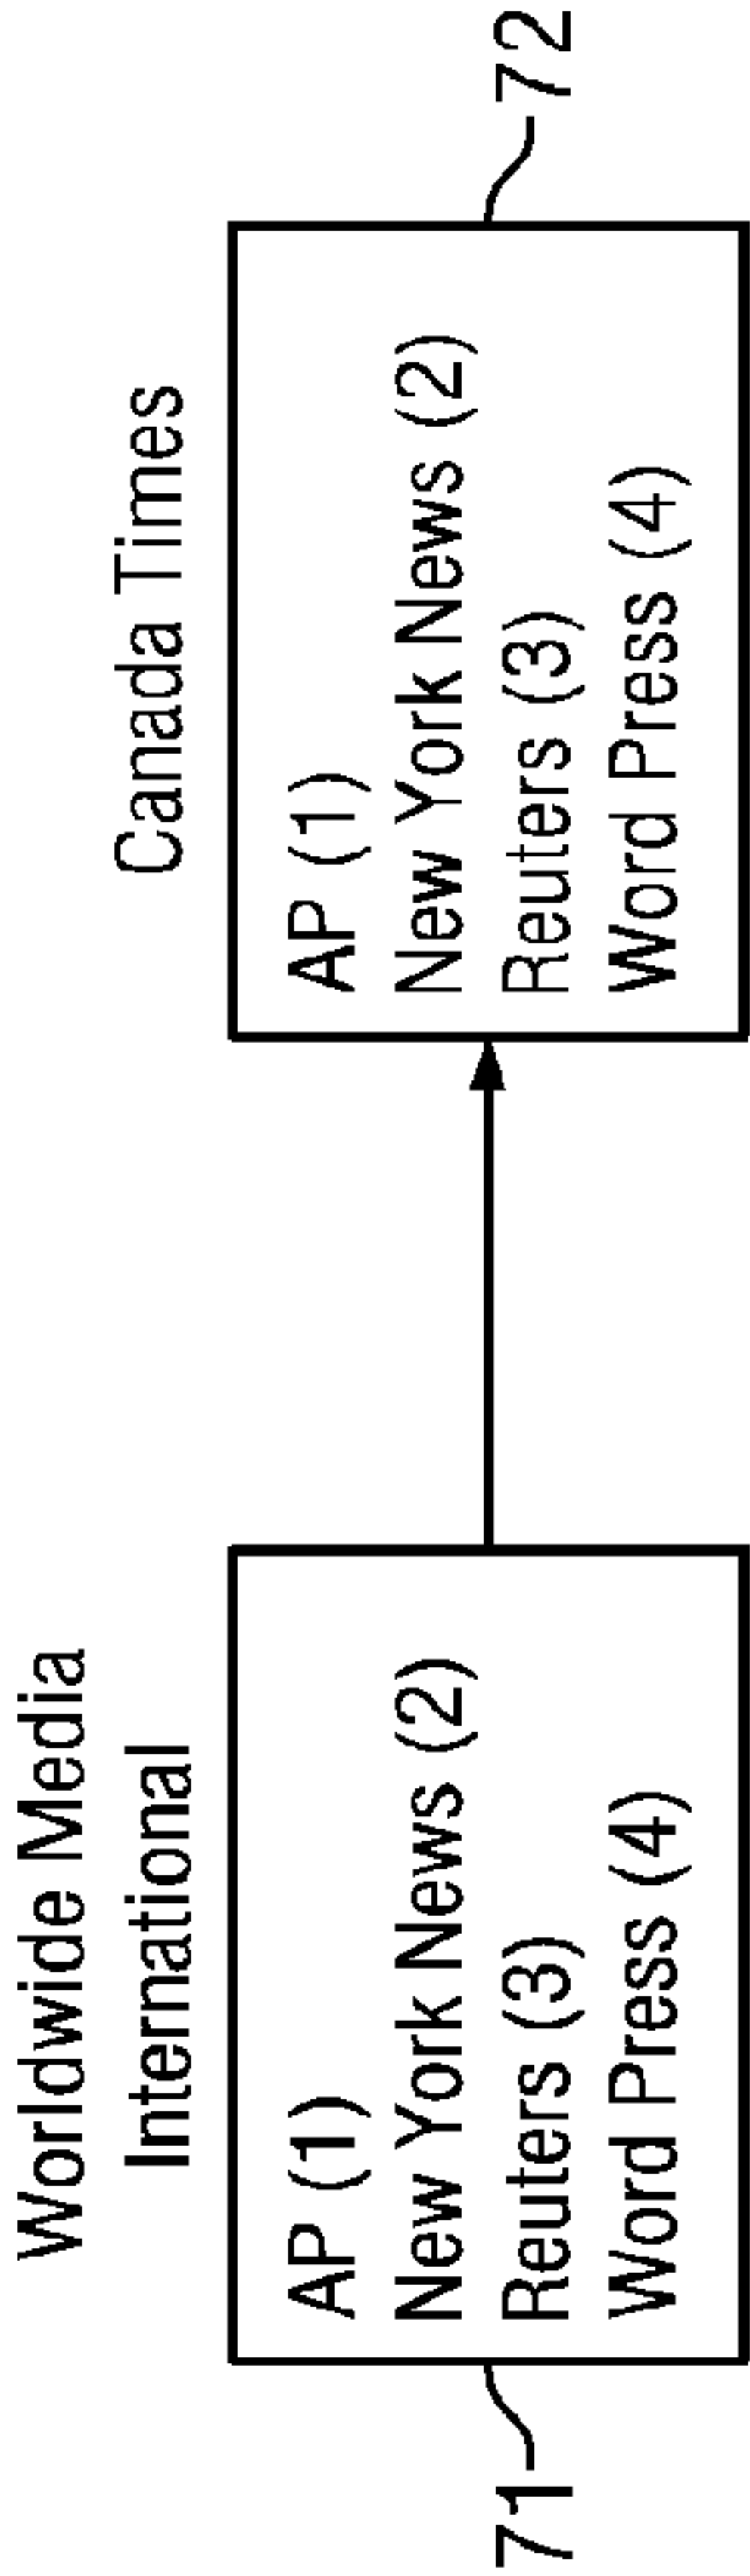 Worldwide Media
International
AP (1)
New York News (2)
Reuters (3)
Word Press (4)
71
Canada Times
AP (1)
New York News (2)
Reuters (3)
Word Press (4)
72